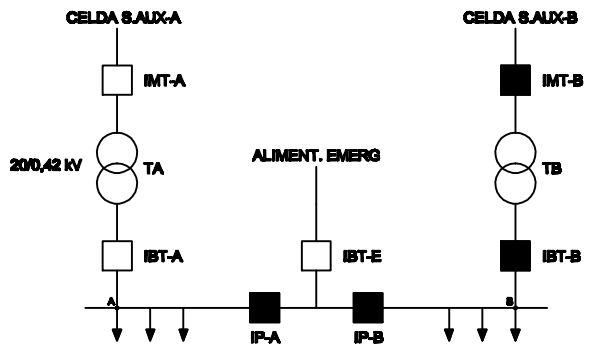 CELDA S.AUX-A
CELDA S.AUX-B
IMT-A
IMT-B
20/0,42 kV
TA
ALIMENT. EMERG
TB
IBT-A
IBT-E
IBT-B
A
B
IP-A
IP-B